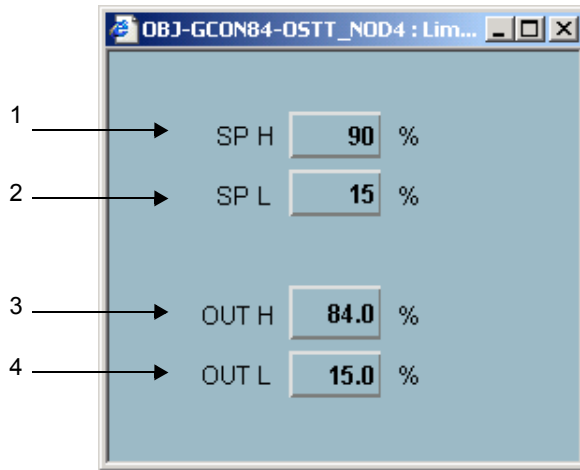 OBJ-GCON84-OSTT_NOD4 : Lim...
1 SP H 90 %
2 SP L 15 %
3 OUT H 84.0 %
4 OUT L 15.0 %